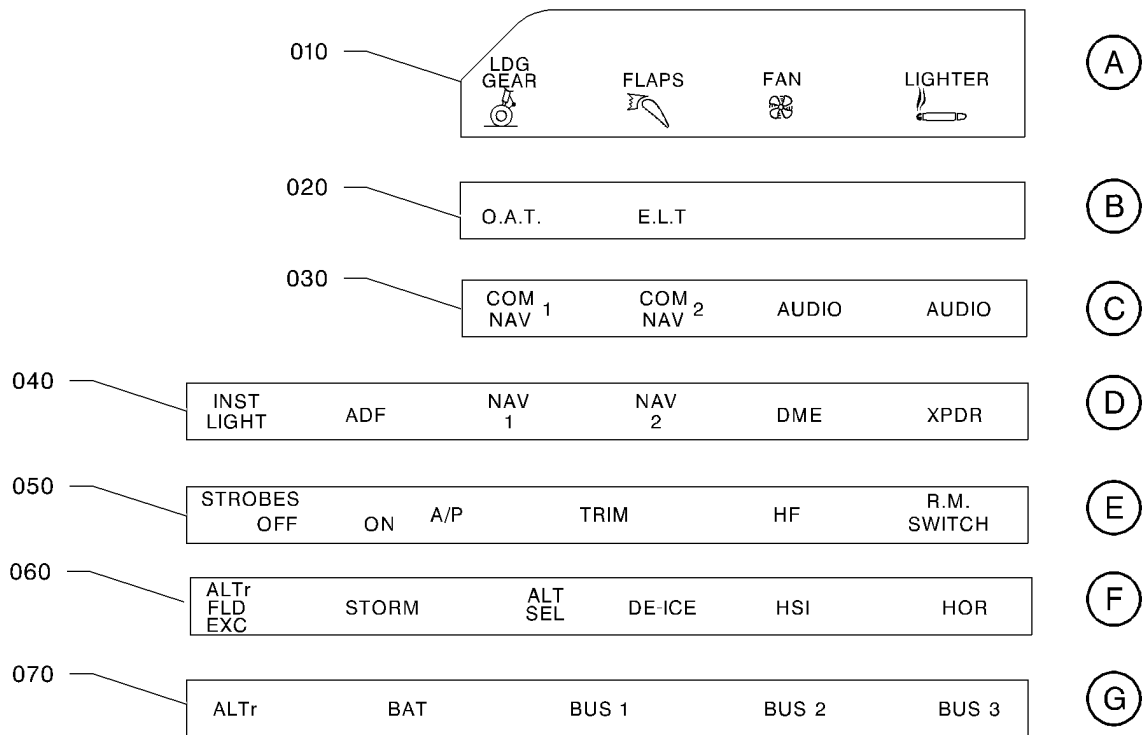 010
LDG
GEAR
FLAPS
FAN
LIGHTER
A
020
O.A.T.
E.L.T
B
030
COM
NAV 1
COM
NAV 2
AUDIO
AUDIO
C
040
INST
LIGHT
ADF
NAV
1
NAV
2
DME
XPDR
D
050
STROBES
OFF
ON
A/P
TRIM
HF
R.M.
SWITCH
E
060
ALTr
FLD
EXC
STORM
ALT
SEL
DE-ICE
HSI
HOR
F
070
ALTr
BAT
BUS 1
BUS 2
BUS 3
G